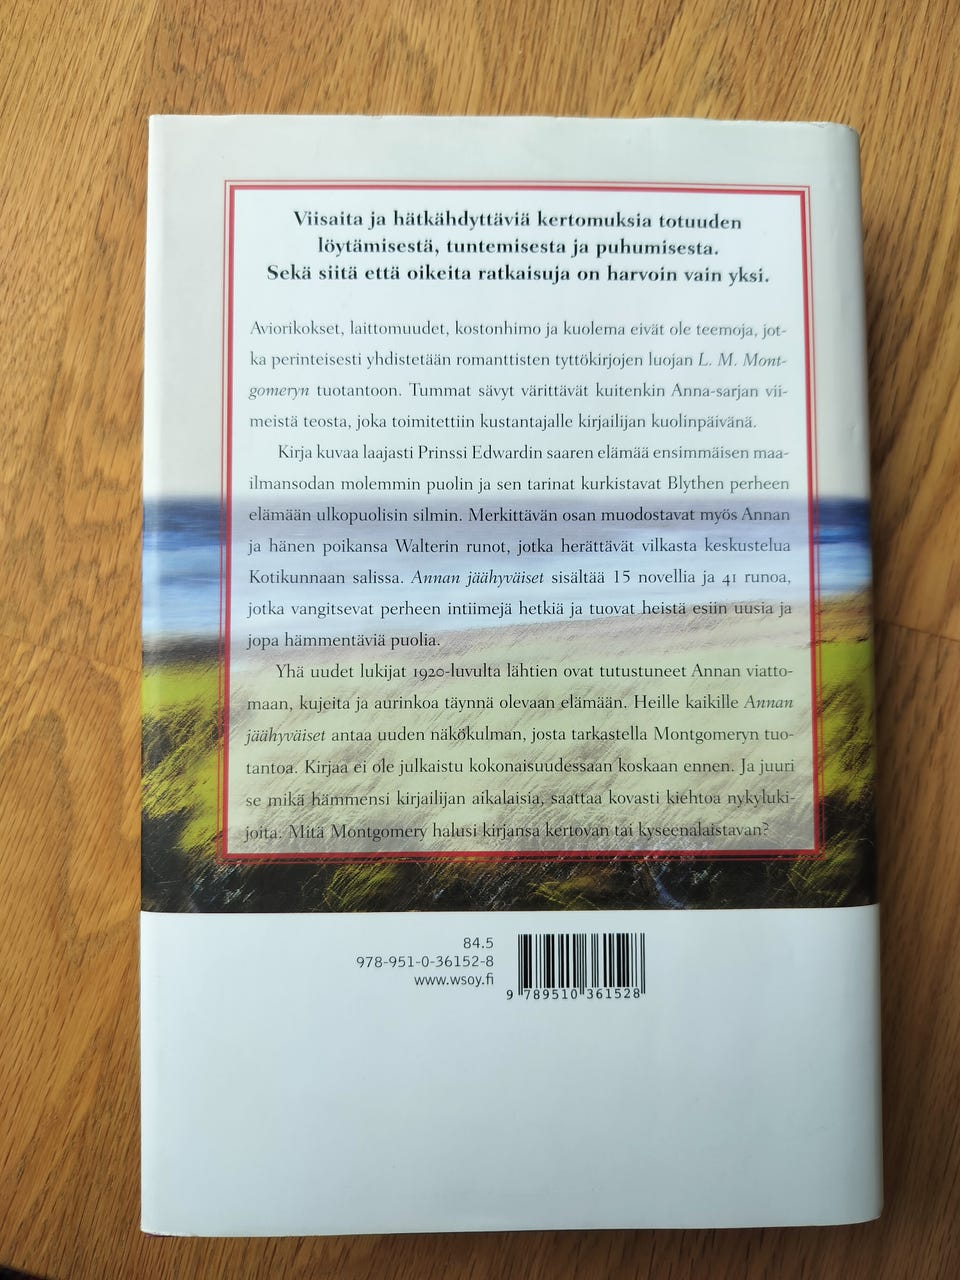 Viisaita ja hätkähdyttäviä kertomuksia totuuden
löytämisestä, tuntemisesta ja puhumisesta.
Sekä siitä että oikeita ratkaisuja on harvoin vain yksi.
Aviorikokset, laittomuudet, kostonhimo ja kuolema eivät ole teemoja, jot-
ka perinteisesti yhdistetään romanttisten tyttökirjojen luojan L. M. Mont-
gomeryn tuotantoon. Tummat sävyt värittävät kuitenkin Anna-sarjan vii-
meistä teosta, joka toimitettiin kustantajalle kirjailijan kuolinpäivänä.
Kirja kuvaa laajasti Prinssi Edwardin saaren elämää ensimmäisen maa-
ilmansodan molemmin puolin ja sen tarinat kurkistavat Blythen perheen
elämään ulkopuolisin silmin. Merkittävän osan muodostavat myös Annan
ja hänen poikansa Walterin runot, jotka herättävät vilkasta keskustelua
Kotikunnaan salissa. Annan jäähyväiset sisältää 15 novellia ja 41 runoa,
jotka vangitsevat perheen intiimejä hetkiä ja tuovat heistä esiin uusia ja
jopa hämmentäviä puolia.
Yhä uudet lukijat 1920-luvulta lähtien ovat tutustuneet Annan viatto-
maan, kujeita ja aurinkoa täynnä olevaan elämään. Heille kaikille Annan
jäähyväiset antaa uuden näkökulman, josta tarkastella Montgomeryn tuo-
tantoa. Kirjaa ei ole julkaistu kokonaisuudessaan koskaan ennen. Ja juuri
se mikä hämmensi kirjailijan aikalaisia, saattaa kovasti kiehtoa nykyluki-
joita. Mitä Montgomery halusi kirjansa kertovan tai kyseenalaistavan?
84.5
978-951-0-36152-8
www.wsoy.fi
9 789510 361528